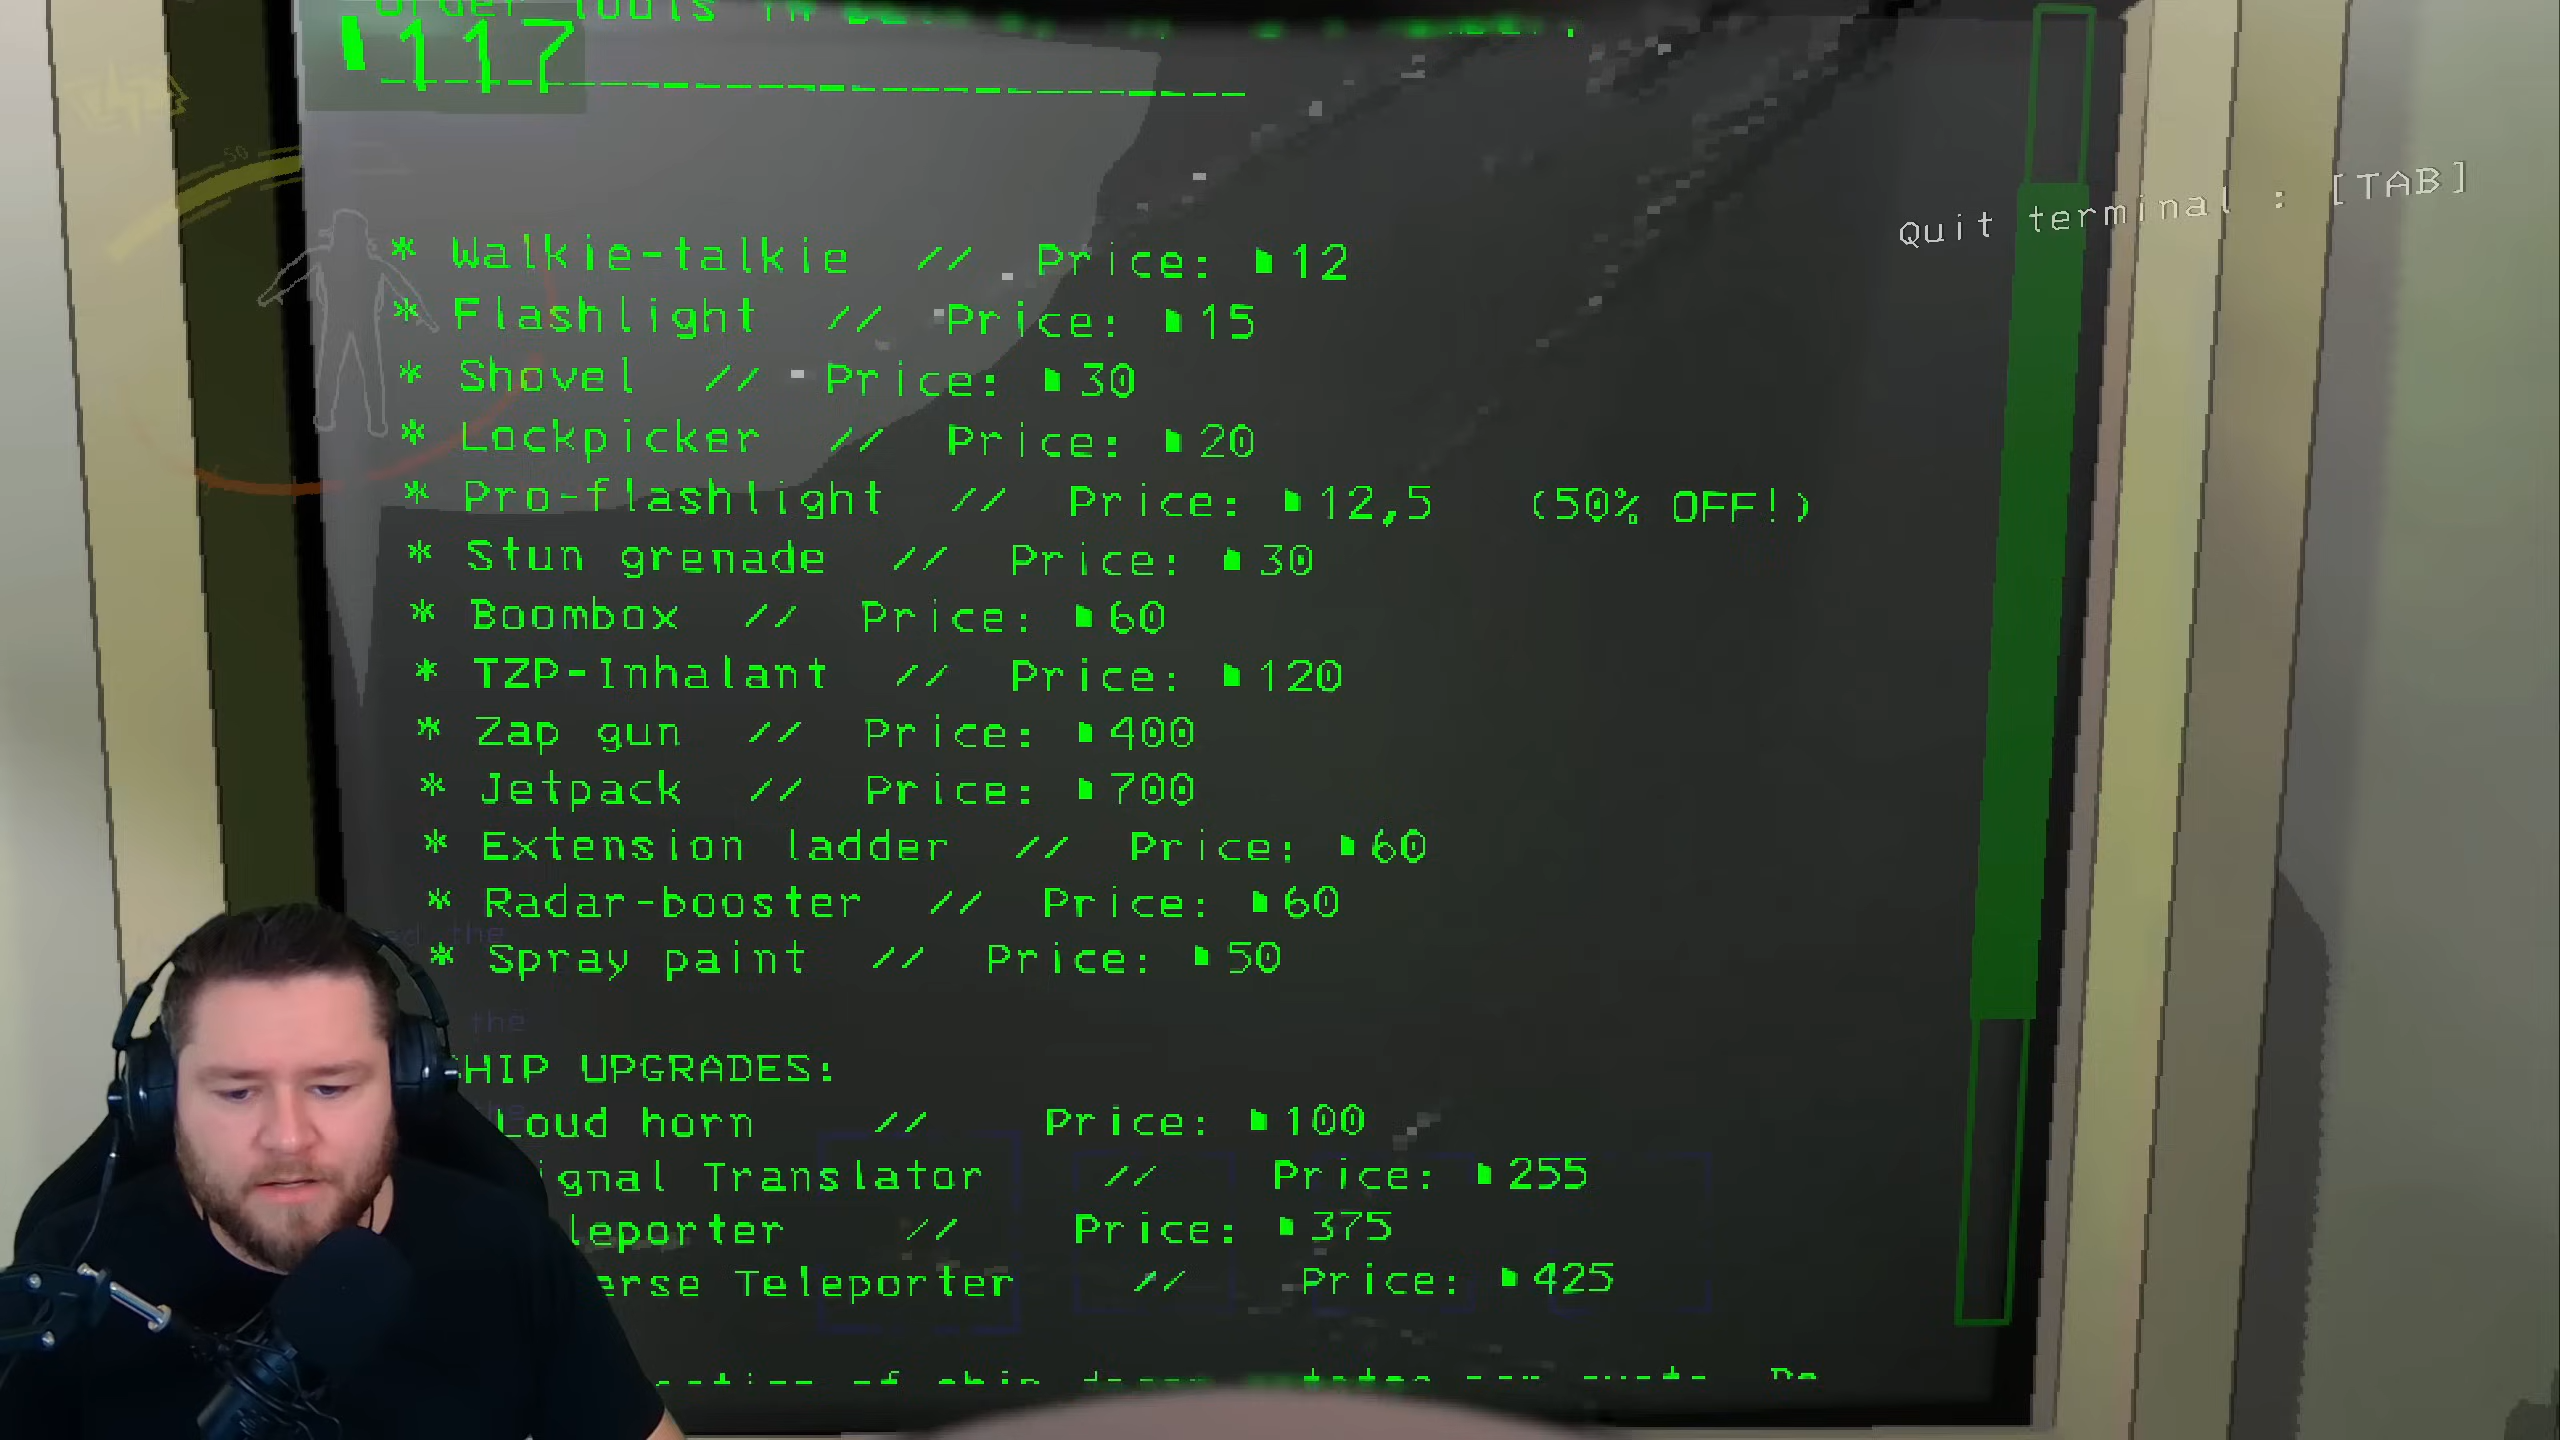 117
Quit terminal : [TAB]
50
* Walkie-talkie // Price: 12
* Flashlight // Price: 15
* Shovel // Price: 30
* Lockpicker // Price: 20
* Pro-flashlight // Price: 12,5 (50% OFF!)
* Stun grenade // Price: 30
* Boombox // Price: 60
* TZP-Inhalant // Price: 120
* Zap gun // Price: 400
* Jetpack // Price: 700
* Extension ladder // Price: 60
* Radar-booster // Price: 60
the
* Spray paint // Price: 50
the
HIP UPGRADES:
Loud horn // Price: 100
ignal Translator // Price: 255
leporter // Price: 375
erse Teleporter // Price: 425